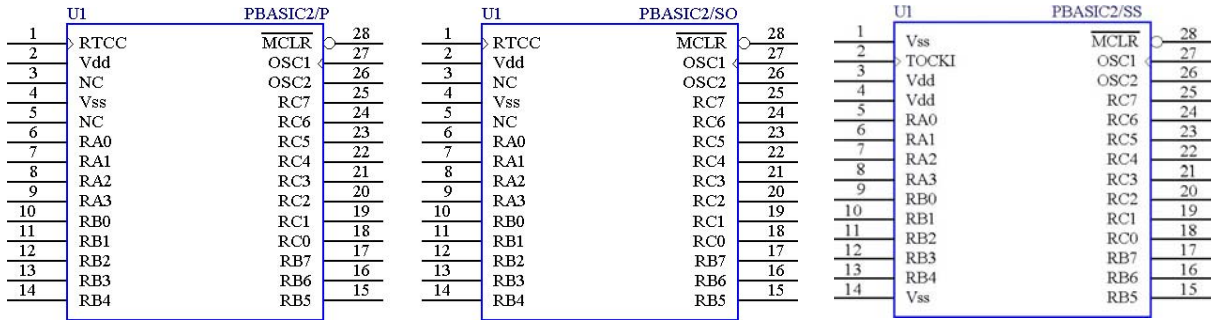 U1 PBASIC2/P
1 RTCC MCLR 28
2 Vdd OSC1 27
3 NC OSC2 26
4 Vss RC7 25
5 NC RC6 24
6 RA0 RC5 23
7 RA1 RC4 22
8 RA2 RC3 21
9 RA3 RC2 20
10 RB0 RC1 19
11 RB1 RC0 18
12 RB2 RB7 17
13 RB3 RB6 16
14 RB4 RB5 15
U1 PBASIC2/SO
1 RTCC MCLR 28
2 Vdd OSC1 27
3 NC OSC2 26
4 Vss RC7 25
5 NC RC6 24
6 RA0 RC5 23
7 RA1 RC4 22
8 RA2 RC3 21
9 RA3 RC2 20
10 RB0 RC1 19
11 RB1 RC0 18
12 RB2 RB7 17
13 RB3 RB6 16
14 RB4 RB5 15
U1 PBASIC2/SS
1 Vss MCLR 28
2 TOCKI OSC1 27
3 Vdd OSC2 26
4 Vdd RC7 25
5 RA0 RC6 24
6 RA1 RC5 23
7 RA2 RC4 22
8 RA3 RC3 21
9 RB0 RC2 20
10 RB1 RC1 19
11 RB2 RC0 18
12 RB3 RB7 17
13 RB4 RB6 16
14 Vss RB5 15